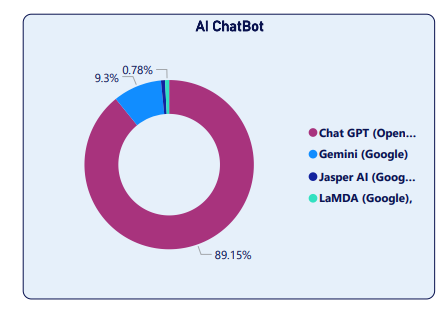 AI ChatBot
0.78%
9.3%
89.15%
Chat GPT (Open...
Gemini (Google)
Jasper AI (Goog...
LaMDA (Google),